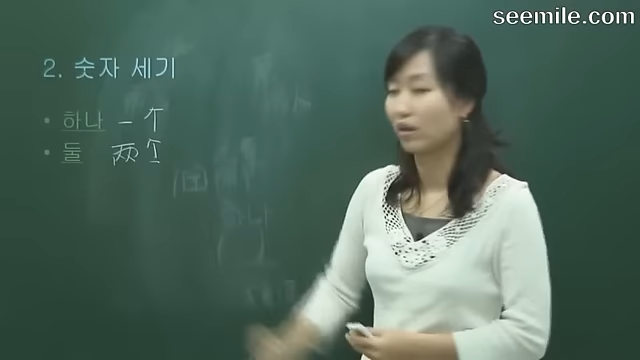 seemile.com
2. 숫자 세기
• 하나 一个
• 둘 两个